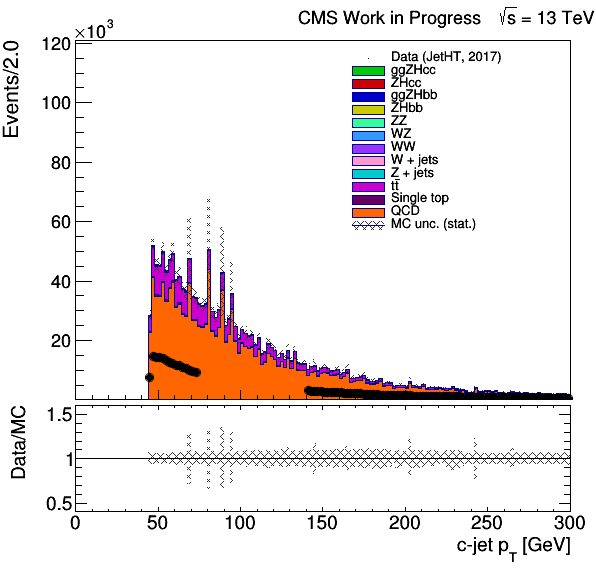 CMS Work in Progress √s = 13 TeV
×10³
Events/2.0
120
100
80
60
40
20
Data (JetHT, 2017)
ggZHcc
ZHcc
ggZHbb
ZHbb
ZZ
WZ
WW
W + jets
Z + jets
tt̄
Single top
QCD
MC unc. (stat.)
Data/MC
1.5
1
0.5
0 50 100 150 200 250 300
c-jet p_T [GeV]